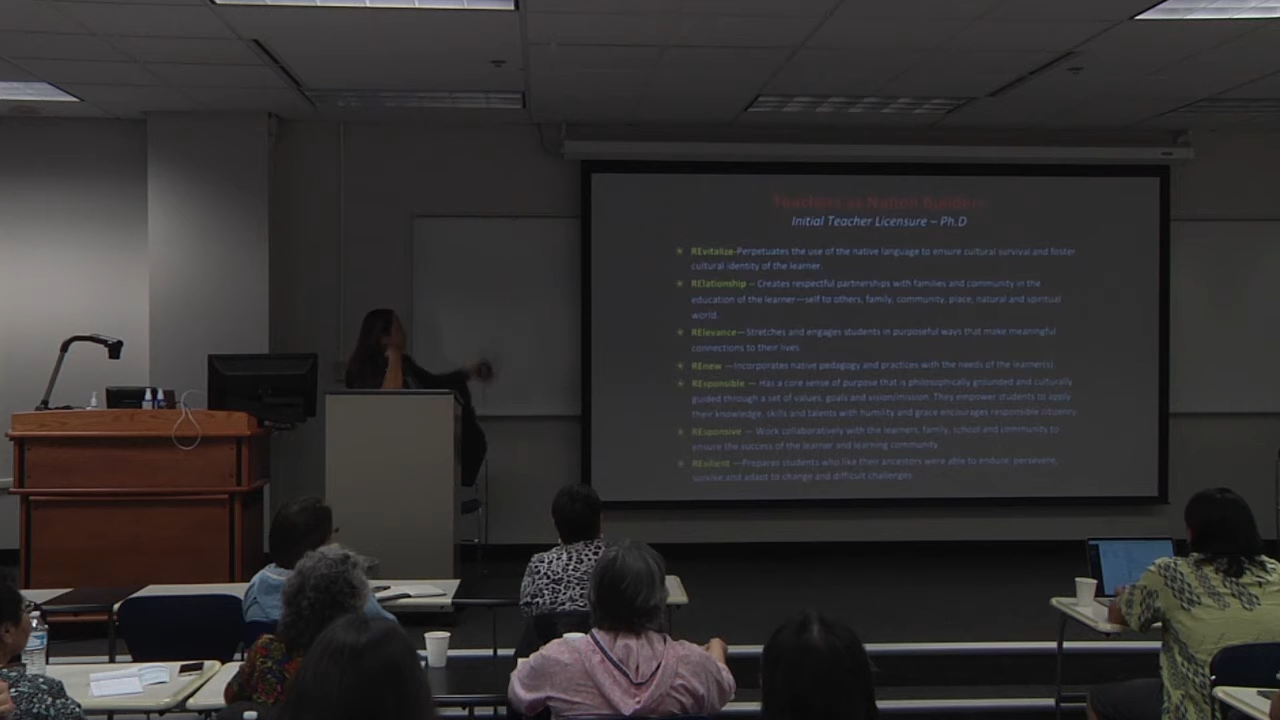 Teachers as Nation Builders
Initial Teacher Licensure – Ph.D
REvitalize-Perpetuates the use of the native language to ensure cultural survival and foster
cultural identity of the learner.
RElationship – Creates respectful partnerships with families and community in the
education of the learner—self to others, family, community, place, natural and spiritual
world.
RElevance—Stretches and engages students in purposeful ways that make meaningful
connections to their lives
REnew —Incorporates native pedagogy and practices with the needs of the learner(s)
REsponsible — Has a core sense of purpose that is philosophically grounded and culturally
guided through a set of values, goals and vision/mission. They empower students to apply
their knowledge, skills and talents with humility and grace encourages responsible citizenry
REsponsive — Work collaboratively with the learners, family, school and community to
ensure the success of the learner and learning community
REsilient —Prepares students who like their ancestors were able to endure, persevere,
survive and adapt to change and difficult challenges